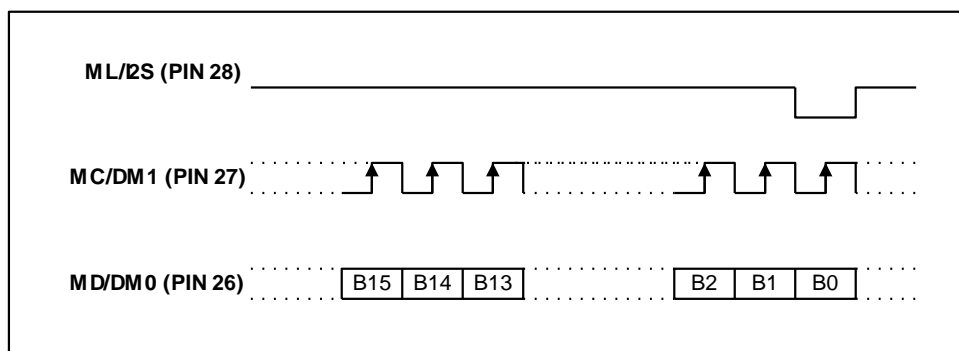 ML/I2S (PIN 28)
MC/DM1 (PIN 27)
MD/DM0 (PIN 26)
B15 B14 B13 B2 B1 B0